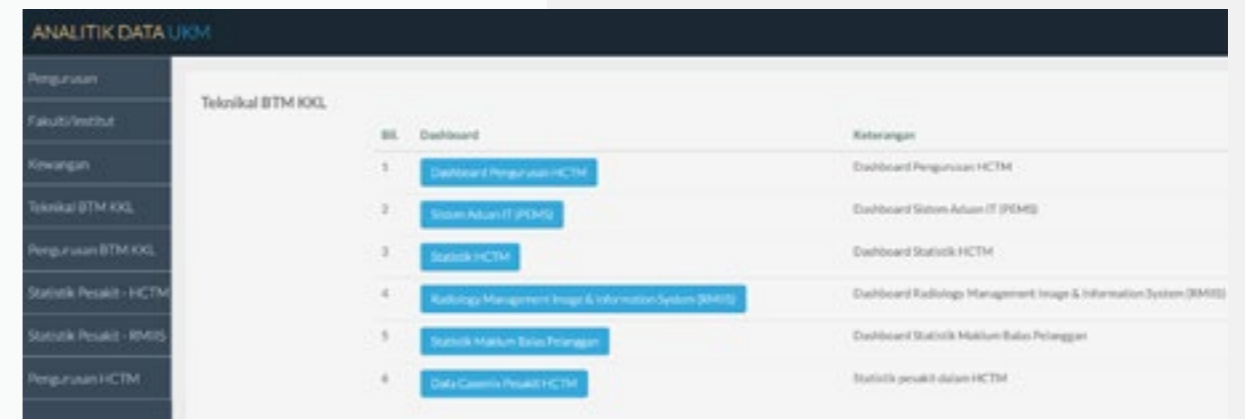 ANALITIK DATA UKM
Pengurusan
Fakulti/Institut
Kewangan
Teknikal BTM KKL
Pengurusan BTM KKL
Statistik Pesakit - HCTM
Statistik Pesakit - RMIIS
Pengurusan HCTM
Teknikal BTM KKL
Bil. Dashboard Keterangan
1 Dashboard Pengurusan HCTM Dashboard Pengurusan HCTM
2 Sistem Aduan IT (PEMS) Dashboard Sistem Aduan IT (PEMS)
3 Statistik HCTM Dashboard Statistik HCTM
4 Radiology Management Image & Information System (RMIIS) Dashboard Radiology Management Image & Information System (RMIIS)
5 Statistik Maklum Balas Pelanggan Dashboard Statistik Maklum Balas Pelanggan
6 Data Pesakit HCTM Statistik pesakit dalam HCTM